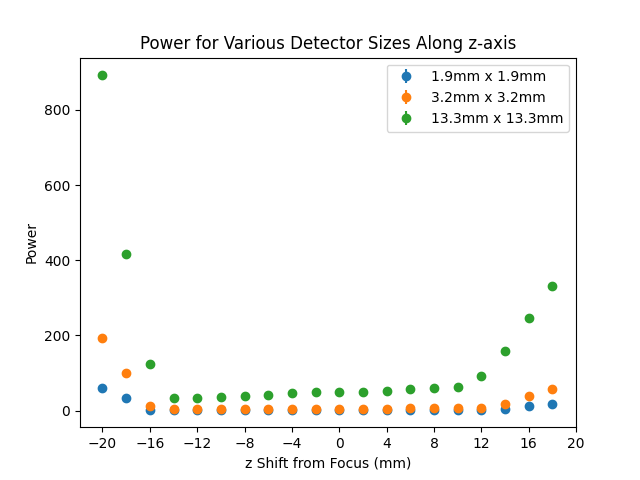 Power for Various Detector Sizes Along z-axis
1.9mm x 1.9mm
3.2mm x 3.2mm
13.3mm x 13.3mm
800
600
400
200
0
Power
−20 −16 −12 −8 −4 0 4 8 12 16 20
z Shift from Focus (mm)